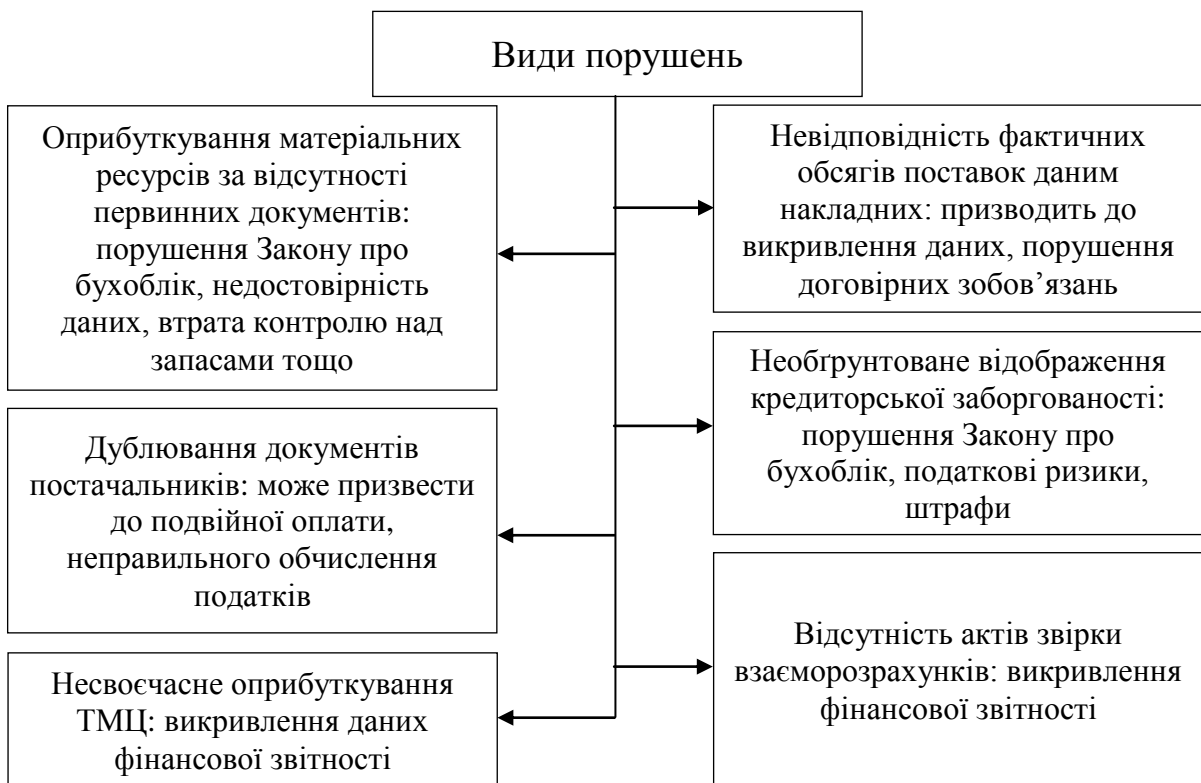 Види порушень
Оприбуткування матеріальних
ресурсів за відсутності
первинних документів:
порушення Закону про
бухоблік, недостовірність
даних, втрата контролю над
запасами тощо
Дублювання документів
постачальників: може призвести
до подвійної оплати,
неправильного обчислення
податків
Несвоєчасне оприбуткування
ТМЦ: викривлення даних
фінансової звітності
Невідповідність фактичних
обсягів поставок даним
накладних: призводить до
викривлення даних, порушення
договірних зобов’язань
Необґрунтоване відображення
кредиторської заборгованості:
порушення Закону про
бухоблік, податкові ризики,
штрафи
Відсутність актів звірки
взаєморозрахунків: викривлення
фінансової звітності